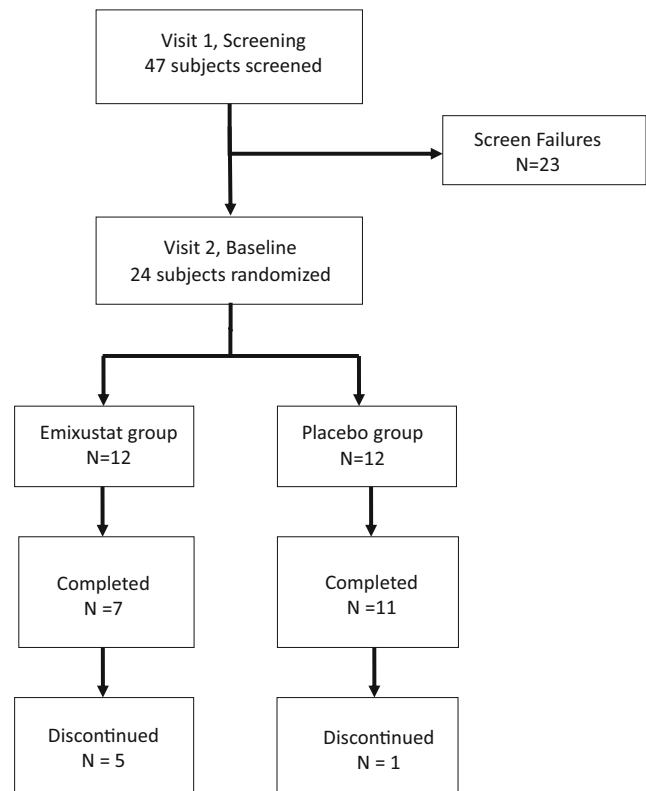 Visit 1, Screening
47 subjects screened
Screen Failures
N=23
Visit 2, Baseline
24 subjects randomized
Emixustat group
N=12
Placebo group
N=12
Completed
N =7
Completed
N =11
Discontinued
N = 5
Discontinued
N = 1